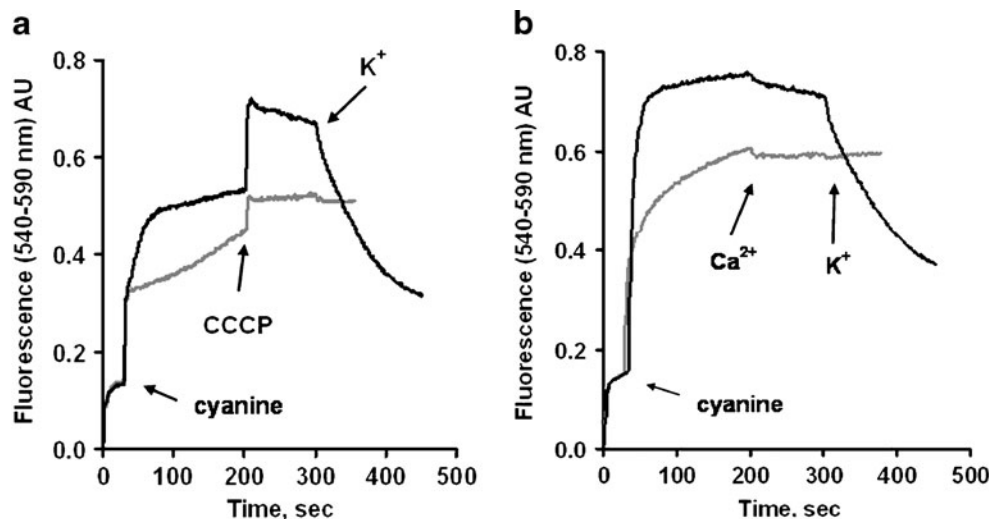 a
Fluorescence (540-590 nm) AU
0.8
0.6
0.4
0.2
0.0
K+
CCCP
cyanine
0 100 200 300 400 500
Time, sec
b
Fluorescence (540-590 nm) AU
0.8
0.6
0.4
0.2
0.0
Ca2+
K+
cyanine
0 100 200 300 400 500
Time, sec